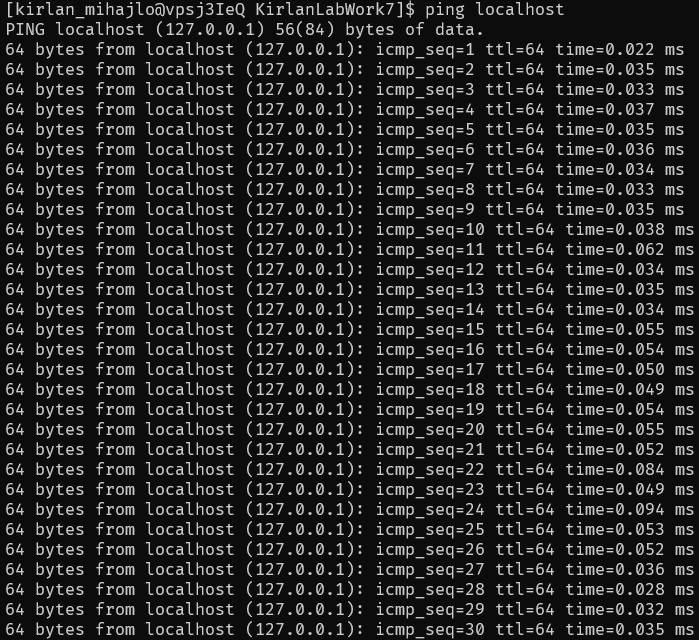 [kirlan_mihajlo@vpsj3IeQ KirlanLabWork7]$ ping localhost
PING localhost (127.0.0.1) 56(84) bytes of data.
64 bytes from localhost (127.0.0.1): icmp_seq=1 ttl=64 time=0.022 ms
64 bytes from localhost (127.0.0.1): icmp_seq=2 ttl=64 time=0.035 ms
64 bytes from localhost (127.0.0.1): icmp_seq=3 ttl=64 time=0.033 ms
64 bytes from localhost (127.0.0.1): icmp_seq=4 ttl=64 time=0.037 ms
64 bytes from localhost (127.0.0.1): icmp_seq=5 ttl=64 time=0.035 ms
64 bytes from localhost (127.0.0.1): icmp_seq=6 ttl=64 time=0.036 ms
64 bytes from localhost (127.0.0.1): icmp_seq=7 ttl=64 time=0.034 ms
64 bytes from localhost (127.0.0.1): icmp_seq=8 ttl=64 time=0.033 ms
64 bytes from localhost (127.0.0.1): icmp_seq=9 ttl=64 time=0.035 ms
64 bytes from localhost (127.0.0.1): icmp_seq=10 ttl=64 time=0.038 ms
64 bytes from localhost (127.0.0.1): icmp_seq=11 ttl=64 time=0.062 ms
64 bytes from localhost (127.0.0.1): icmp_seq=12 ttl=64 time=0.034 ms
64 bytes from localhost (127.0.0.1): icmp_seq=13 ttl=64 time=0.035 ms
64 bytes from localhost (127.0.0.1): icmp_seq=14 ttl=64 time=0.034 ms
64 bytes from localhost (127.0.0.1): icmp_seq=15 ttl=64 time=0.055 ms
64 bytes from localhost (127.0.0.1): icmp_seq=16 ttl=64 time=0.054 ms
64 bytes from localhost (127.0.0.1): icmp_seq=17 ttl=64 time=0.050 ms
64 bytes from localhost (127.0.0.1): icmp_seq=18 ttl=64 time=0.049 ms
64 bytes from localhost (127.0.0.1): icmp_seq=19 ttl=64 time=0.054 ms
64 bytes from localhost (127.0.0.1): icmp_seq=20 ttl=64 time=0.055 ms
64 bytes from localhost (127.0.0.1): icmp_seq=21 ttl=64 time=0.052 ms
64 bytes from localhost (127.0.0.1): icmp_seq=22 ttl=64 time=0.084 ms
64 bytes from localhost (127.0.0.1): icmp_seq=23 ttl=64 time=0.049 ms
64 bytes from localhost (127.0.0.1): icmp_seq=24 ttl=64 time=0.094 ms
64 bytes from localhost (127.0.0.1): icmp_seq=25 ttl=64 time=0.053 ms
64 bytes from localhost (127.0.0.1): icmp_seq=26 ttl=64 time=0.052 ms
64 bytes from localhost (127.0.0.1): icmp_seq=27 ttl=64 time=0.036 ms
64 bytes from localhost (127.0.0.1): icmp_seq=28 ttl=64 time=0.028 ms
64 bytes from localhost (127.0.0.1): icmp_seq=29 ttl=64 time=0.032 ms
64 bytes from localhost (127.0.0.1): icmp_seq=30 ttl=64 time=0.035 ms